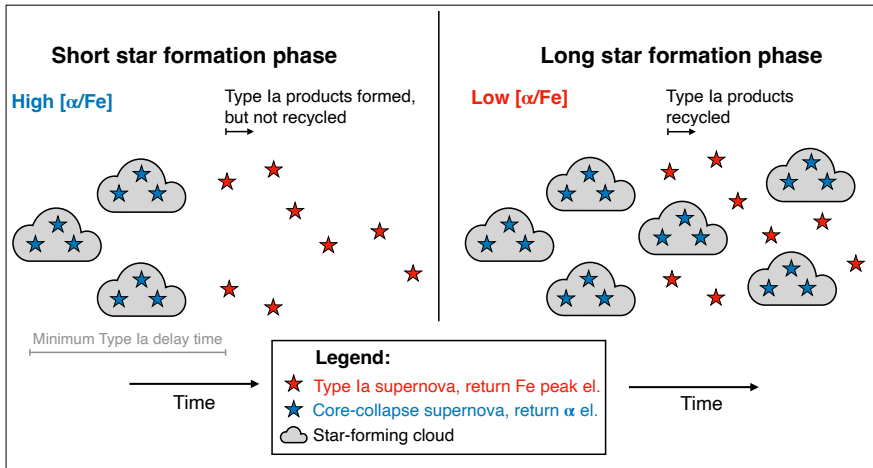 Short star formation phase
High [α/Fe]
Type Ia products formed,
but not recycled
Minimum Type Ia delay time
Time
Long star formation phase
Low [α/Fe]
Type Ia products
recycled
Time
Legend:
Type Ia supernova, return Fe peak el.
Core-collapse supernova, return α el.
Star-forming cloud